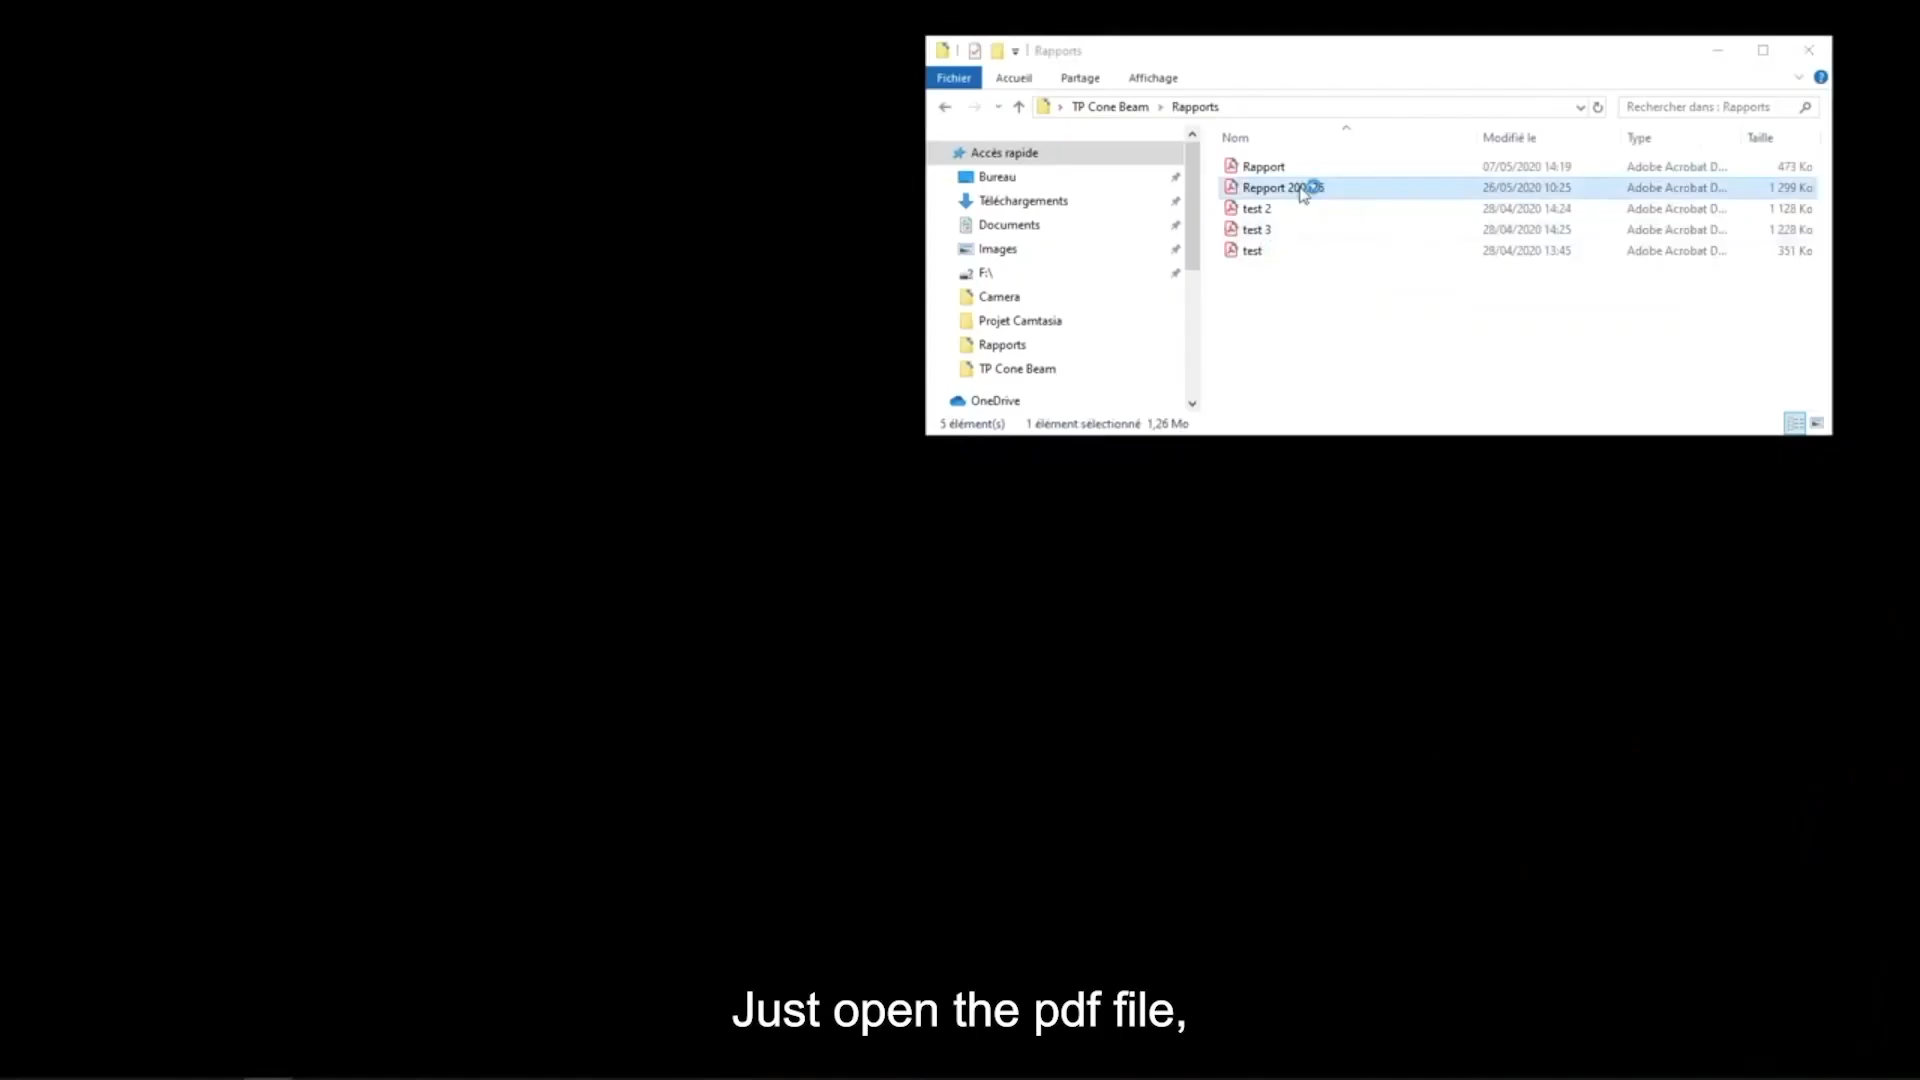 Rapports
Fichier Accueil Partage Affichage
TP Cone Beam Rapports Rechercher dans : Rapports
Nom Modifié le Type Taille
Accès rapide
Bureau
Téléchargements
Documents
Images
F:\
Camera
Projet Camtasia
Rapports
TP Cone Beam
OneDrive
Rapport 07/05/2020 14:19 Adobe Acrobat D... 473 Ko
Repport 26/05/2020 10:25 Adobe Acrobat D... 1 299 Ko
test 2 28/04/2020 14:24 Adobe Acrobat D... 1 128 Ko
test 3 28/04/2020 14:25 Adobe Acrobat D... 1 228 Ko
test 28/04/2020 13:45 Adobe Acrobat D... 351 Ko
5 élément(s) 1 élément sélectionné 1,26 Mo
Just open the pdf file,